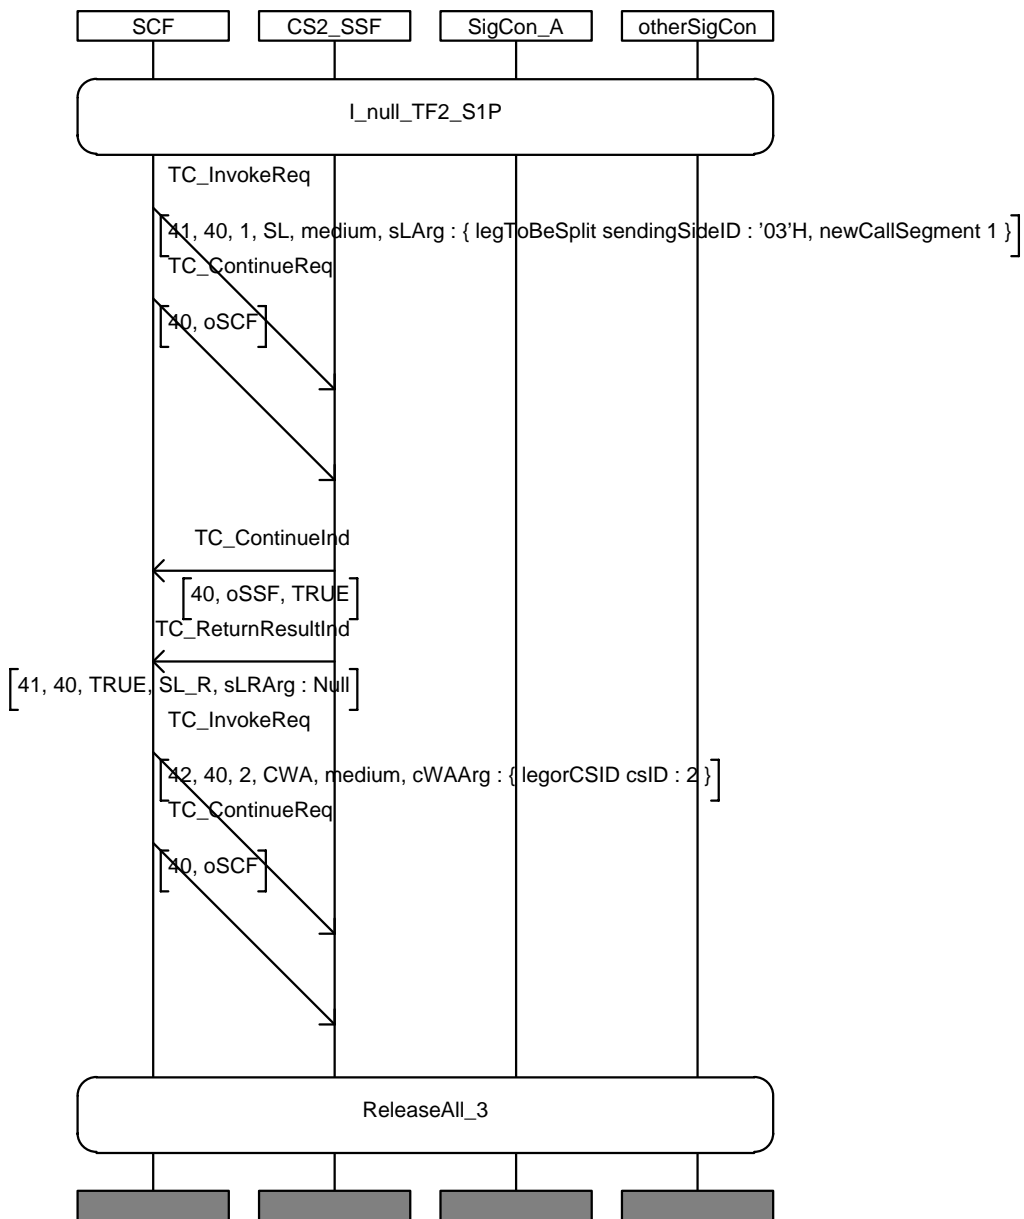 SCF CS2_SSF SigCon_A otherSigCon
I_null_TF2_S1P
TC_InvokeReq
41, 40, 1, SL, medium, sLArg : { legToBeSplit sendingSideID : '03'H, newCallSegment 1 }
TC_ContinueReq
40, oSCF
TC_ContinueInd
40, oSSF, TRUE
TC_ReturnResultInd
41, 40, TRUE, SL_R, sLRArg : Null
TC_InvokeReq
42, 40, 2, CWA, medium, cWAArg : { legorCSID csID : 2 }
TC_ContinueReq
40, oSCF
ReleaseAll_3